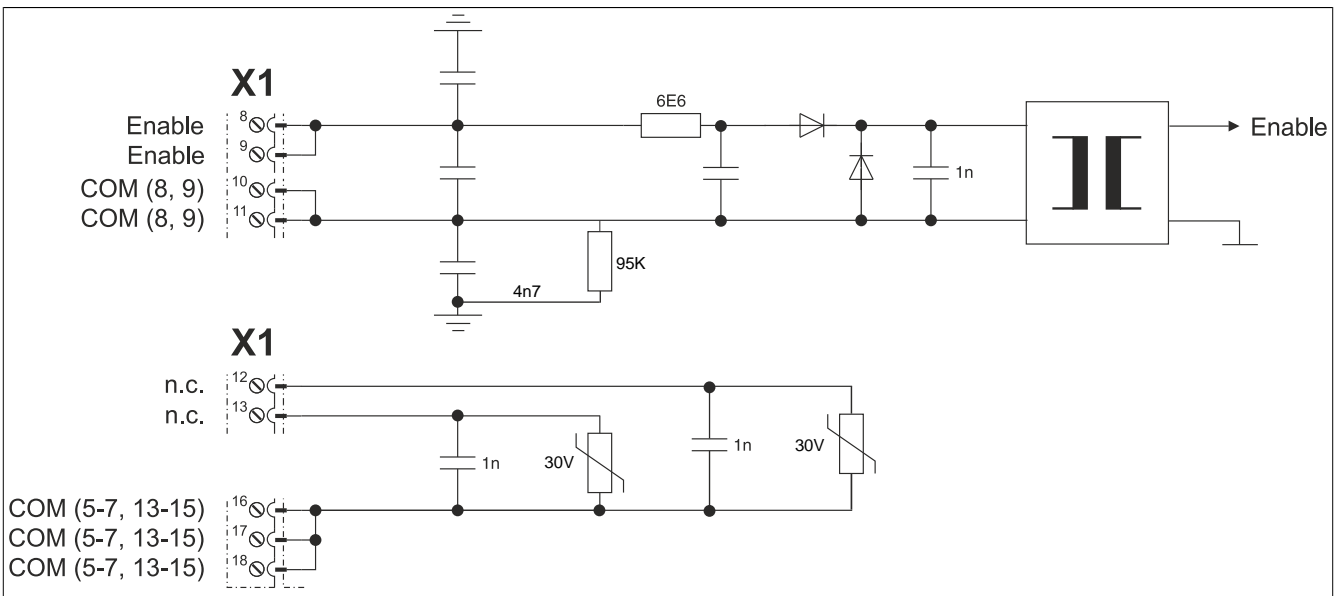 X1
8
Enable
9
Enable
10
COM (8, 9)
11
COM (8, 9)
6E6
1n
Enable
95K
4n7
X1
12
n.c.
13
n.c.
1n
30V
1n
30V
16
COM (5-7, 13-15)
17
COM (5-7, 13-15)
18
COM (5-7, 13-15)